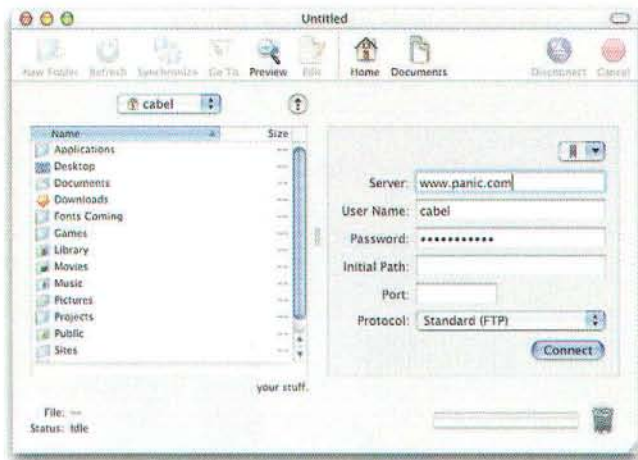 Untitled
New Folder Refresh Synchronize Go To Preview Edit Home Documents Disconnect Cancel
cabel
Name Size
Applications --
Desktop --
Documents --
Downloads --
Fonts Coming --
Games --
Library --
Movies --
Music --
Pictures --
Projects --
Public --
Sites --
your stuff.
File: --
Status: Idle
Server: www.panic.com
User Name: cabel
Password: •••••••••••
Initial Path:
Port:
Protocol: Standard (FTP)
Connect